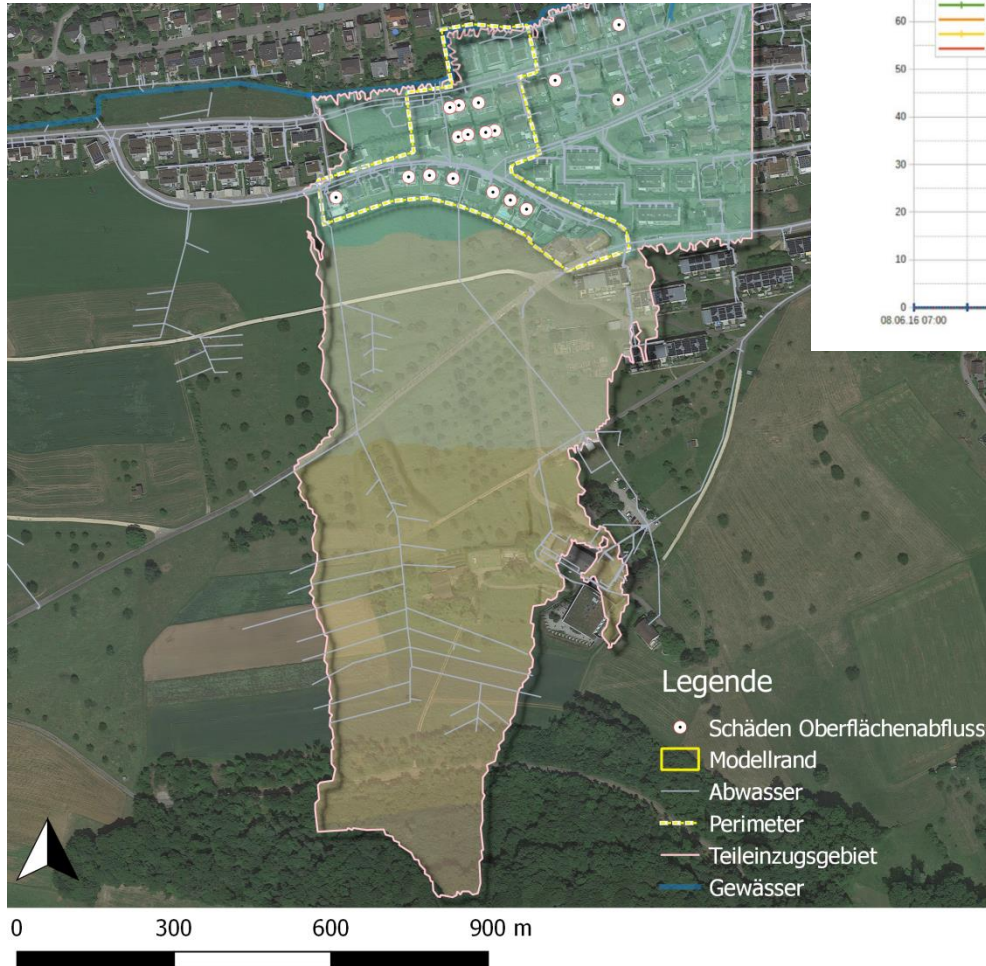 60
50
40
30
20
10
0
08.06.16 07:00
Legende
Schäden Oberflächenabfluss
Modellrand
Abwasser
Perimeter
Teileinzugsgebiet
Gewässer
0 300 600 900 m